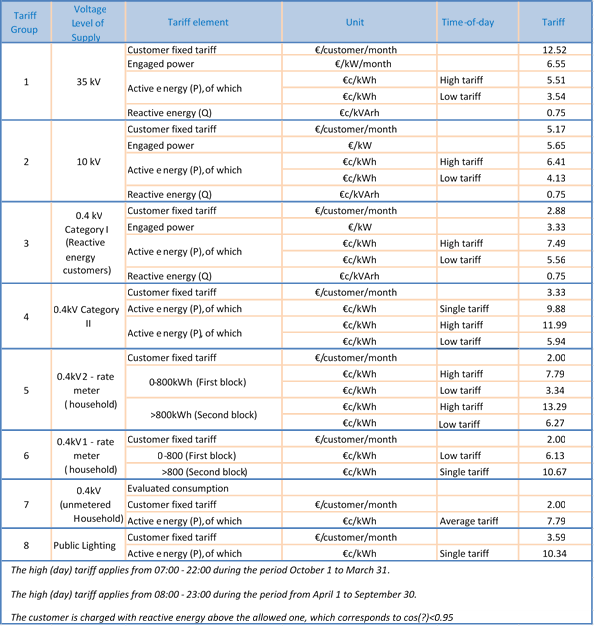 Tariff Group Voltage Level of Supply Tariff element Unit Time-of-day Tariff
1 35 kV Customer fixed tariff €/customer/month 12.52
Engaged power €/kW/month 6.55
Active energy (P), of which €c/kWh High tariff 5.51
€c/kWh Low tariff 3.54
Reactive energy (Q) €c/kVArh 0.75
2 10 kV Customer fixed tariff €/customer/month 5.17
Engaged power €/kW 5.65
Active energy (P), of which €c/kWh High tariff 6.41
€c/kWh Low tariff 4.13
Reactive energy (Q) €c/kVArh 0.75
3 0.4 kV Category I (Reactive energy customers) Customer fixed tariff €/customer/month 2.88
Engaged power €/kW 3.33
Active energy (P), of which €c/kWh High tariff 7.49
€c/kWh Low tariff 5.56
Reactive energy (Q) €c/kVArh 0.75
4 0.4kV Category II Customer fixed tariff €/customer/month 3.33
Active energy (P), of which €c/kWh Single tariff 9.88
Active energy (P), of which €c/kWh High tariff 11.99
€c/kWh Low tariff 5.94
5 0.4kV2 - rate meter (household) Customer fixed tariff €/customer/month 2.00
0-800kWh (First block) €c/kWh High tariff 7.79
€c/kWh Low tariff 3.34
>800kWh (Second block) €c/kWh High tariff 13.29
€c/kWh Low tariff 6.27
6 0.4kV1 - rate meter (household) Customer fixed tariff €/customer/month 2.00
0-800 (First block) €c/kWh Low tariff 6.13
>800 (Second block) €c/kWh Single tariff 10.67
7 0.4kV (unmetered Household) Evaluated consumption
Customer fixed tariff €/customer/month 2.00
Active energy (P), of which €c/kWh Average tariff 7.79
8 Public Lighting Customer fixed tariff €/customer/month 3.59
Active energy (P), of which €c/kWh Single tariff 10.34
The high (day) tariff applies from 07:00 - 22:00 during the period October 1 to March 31.
The high (day) tariff applies from 08:00 - 23:00 during the period from April 1 to September 30.
The customer is charged with reactive energy above the allowed one, which corresponds to cos(?)<0.95